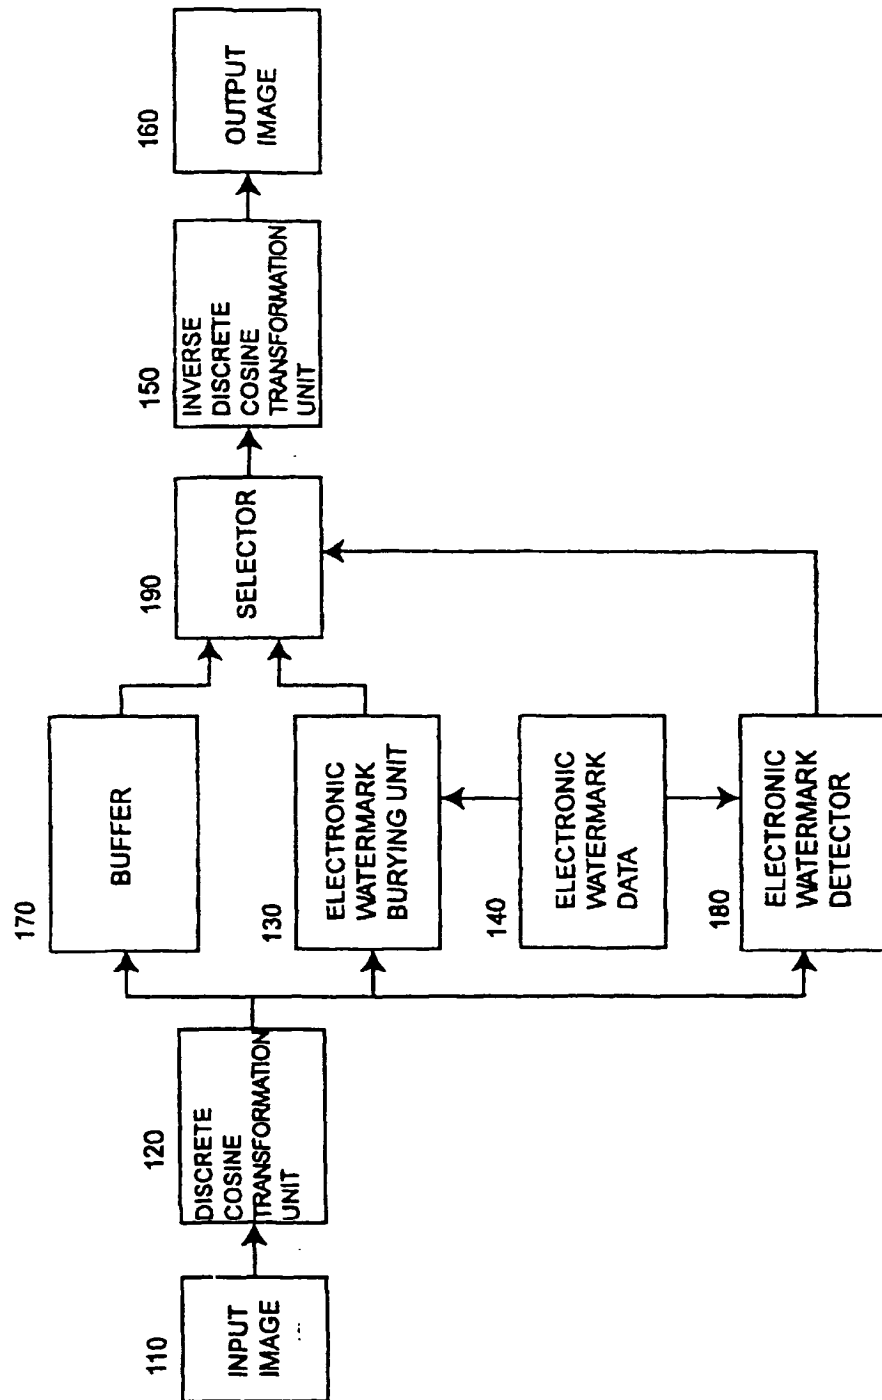 110
INPUT
IMAGE
120
DISCRETE
COSINE
TRANSFORMATION
UNIT
170
BUFFER
130
ELECTRONIC
WATERMARK
BURYING UNIT
140
ELECTRONIC
WATERMARK
DATA
180
ELECTRONIC
WATERMARK
DETECTOR
190
SELECTOR
150
INVERSE
DISCRETE
COSINE
TRANSFORMATION
UNIT
160
OUTPUT
IMAGE